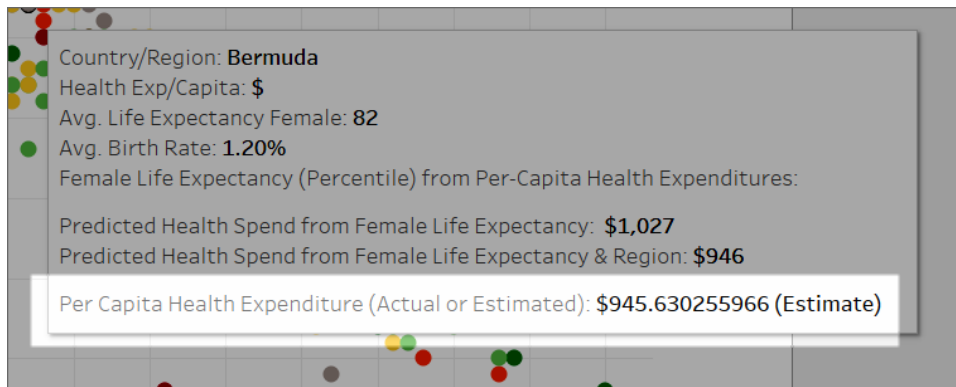 Country/Region: Bermuda
Health Exp/Capita: $
Avg. Life Expectancy Female: 82
Avg. Birth Rate: 1.20%
Female Life Expectancy (Percentile) from Per-Capita Health Expenditures:
Predicted Health Spend from Female Life Expectancy: $1,027
Predicted Health Spend from Female Life Expectancy & Region: $946
Per Capita Health Expenditure (Actual or Estimated): $945.630255966 (Estimate)